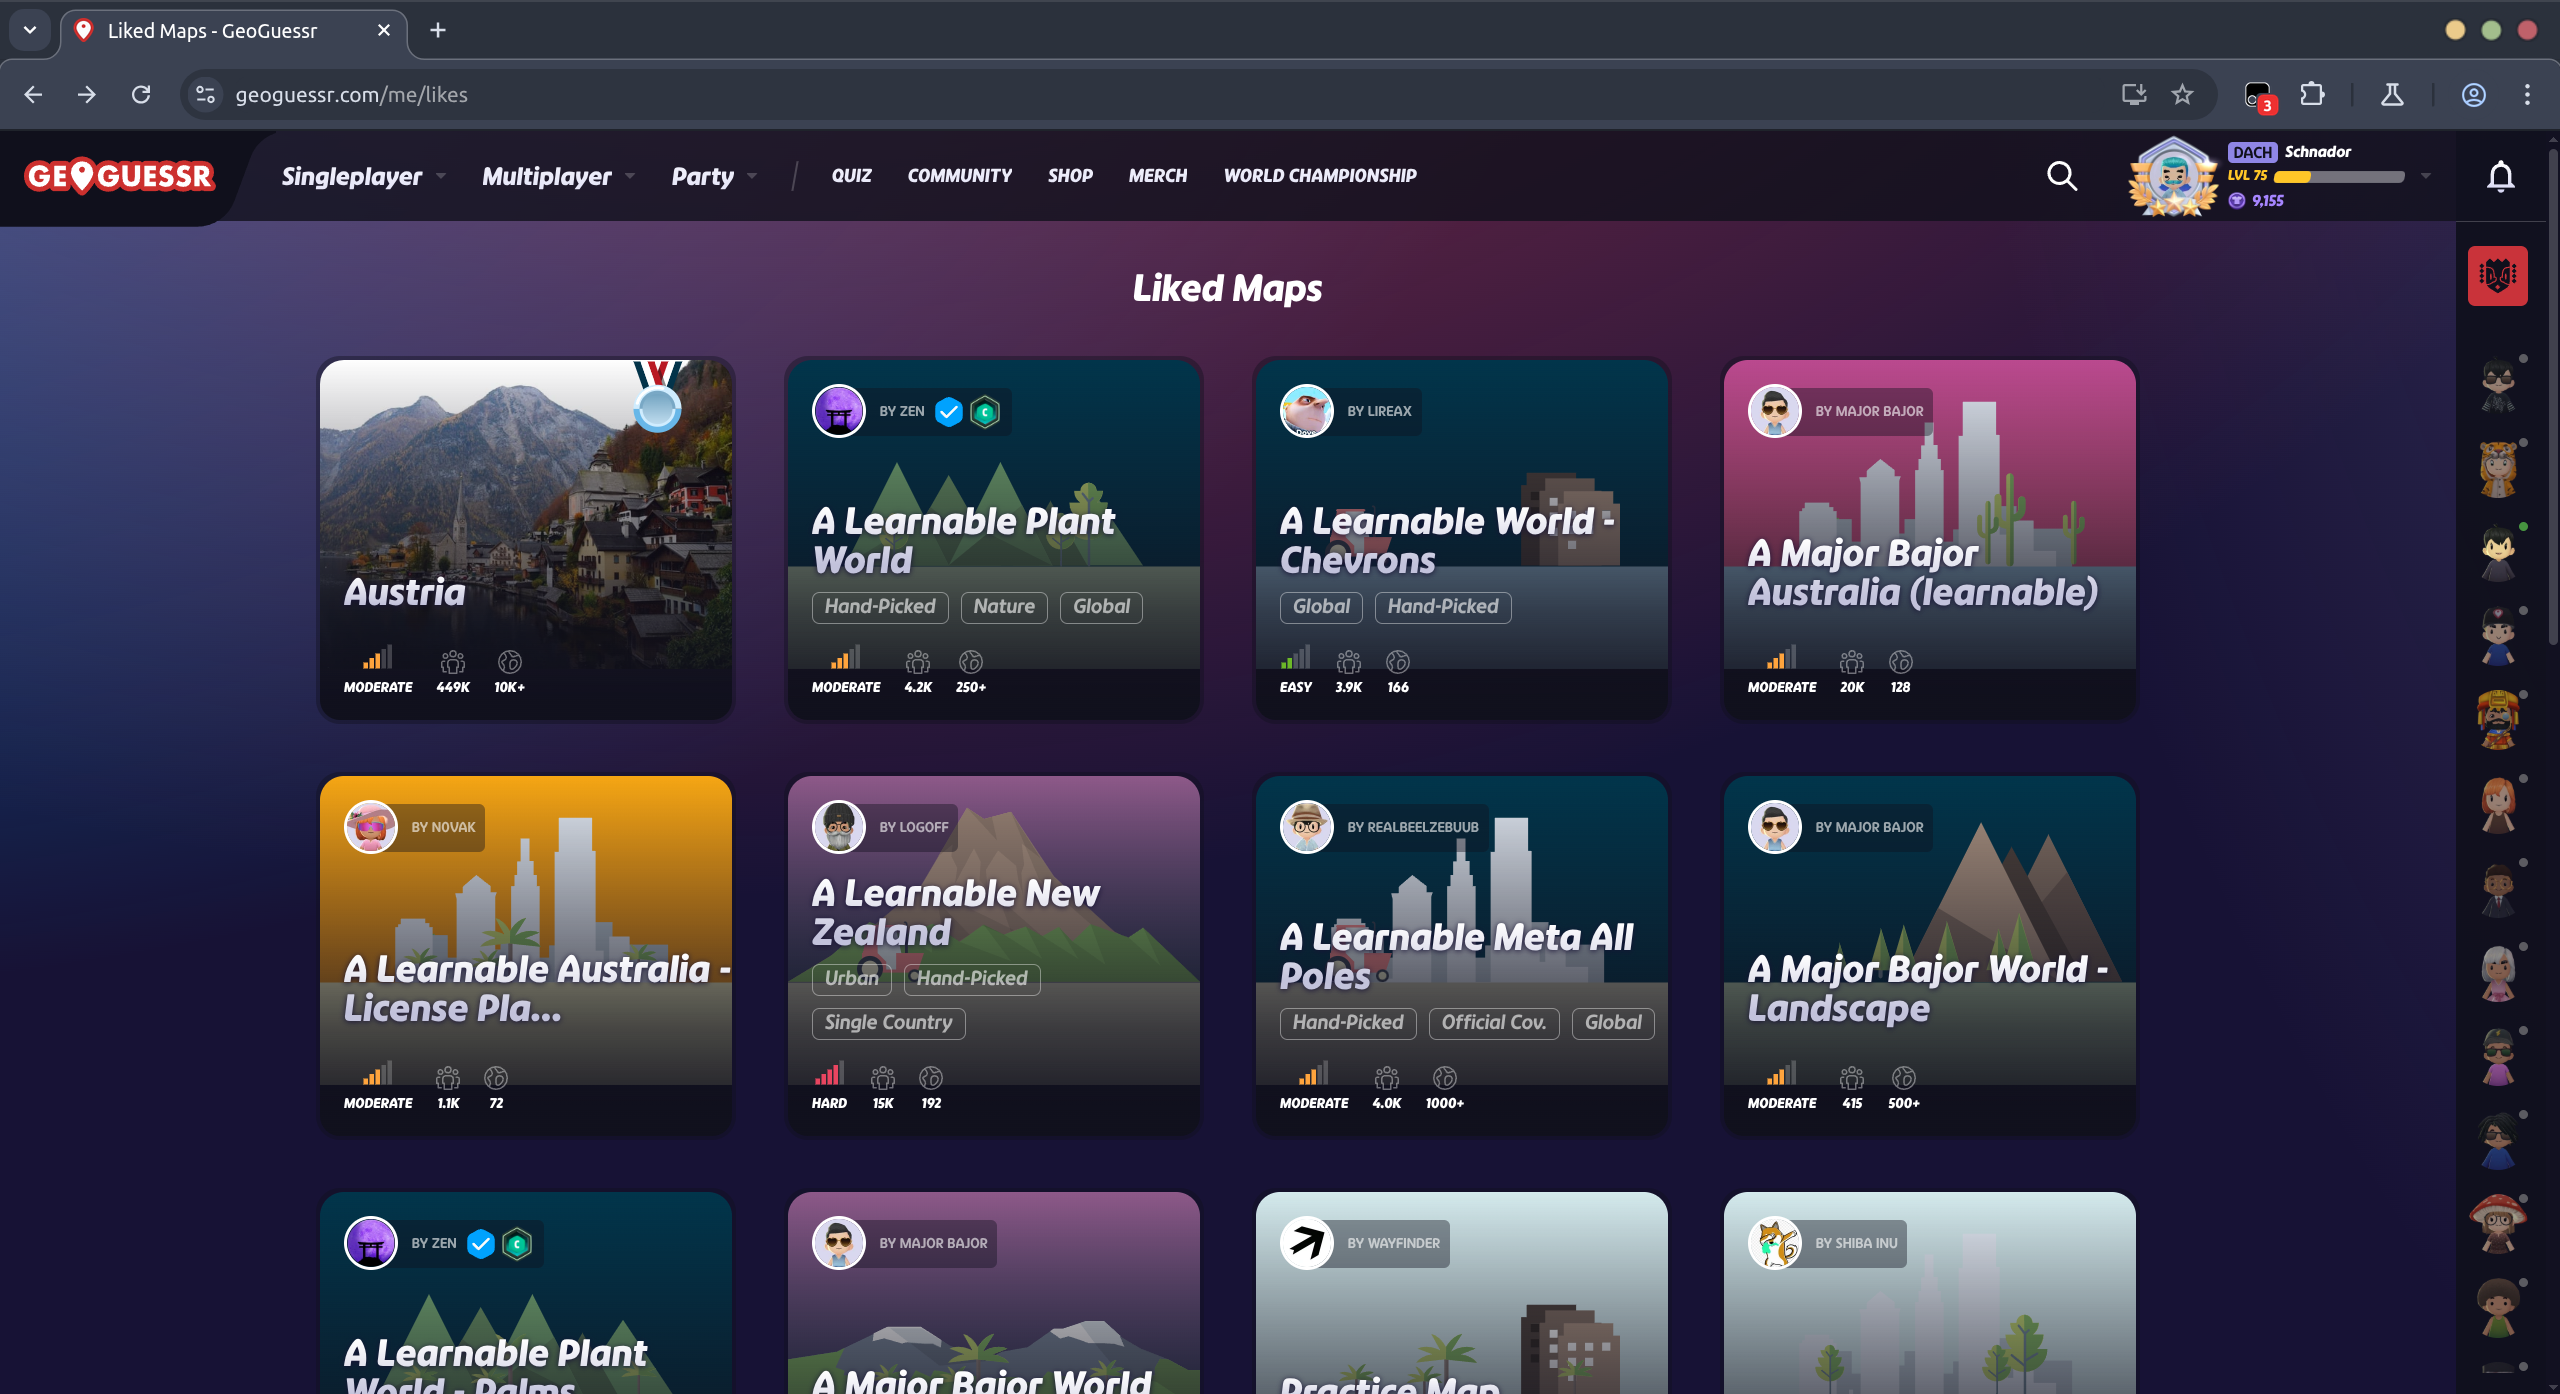 Liked Maps - GeoGuessr
geoguessr.com/me/likes
3
GEOGUESSR
Singleplayer
Multiplayer
Party
QUIZ
COMMUNITY
SHOP
MERCH
WORLD CHAMPIONSHIP
DACH Schnador
LVL 75
9,155
Liked Maps
Austria
MODERATE 449K 10K+
BY ZEN
A Learnable Plant
World
Hand-Picked Nature Global
MODERATE 4.2K 250+
BY LIREAX
A Learnable World -
Chevrons
Global Hand-Picked
EASY 3.9K 166
BY MAJOR BAJOR
A Major Bajor
Australia (learnable)
MODERATE 20K 128
BY NOVAK
A Learnable Australia -
License Pla...
MODERATE 1.1K 72
BY LOGOFF
A Learnable New
Zealand
Urban Hand-Picked
Single Country
HARD 15K 192
BY REALBEELZEBUUB
A Learnable Meta All
Poles
Hand-Picked Official Cov. Global
MODERATE 4.0K 1000+
BY MAJOR BAJOR
A Major Bajor World -
Landscape
MODERATE 415 500+
BY ZEN
A Learnable Plant
World - Palms
BY MAJOR BAJOR
A Major Bajor World
BY WAYFINDER
Practice Map
BY SHIBA INU